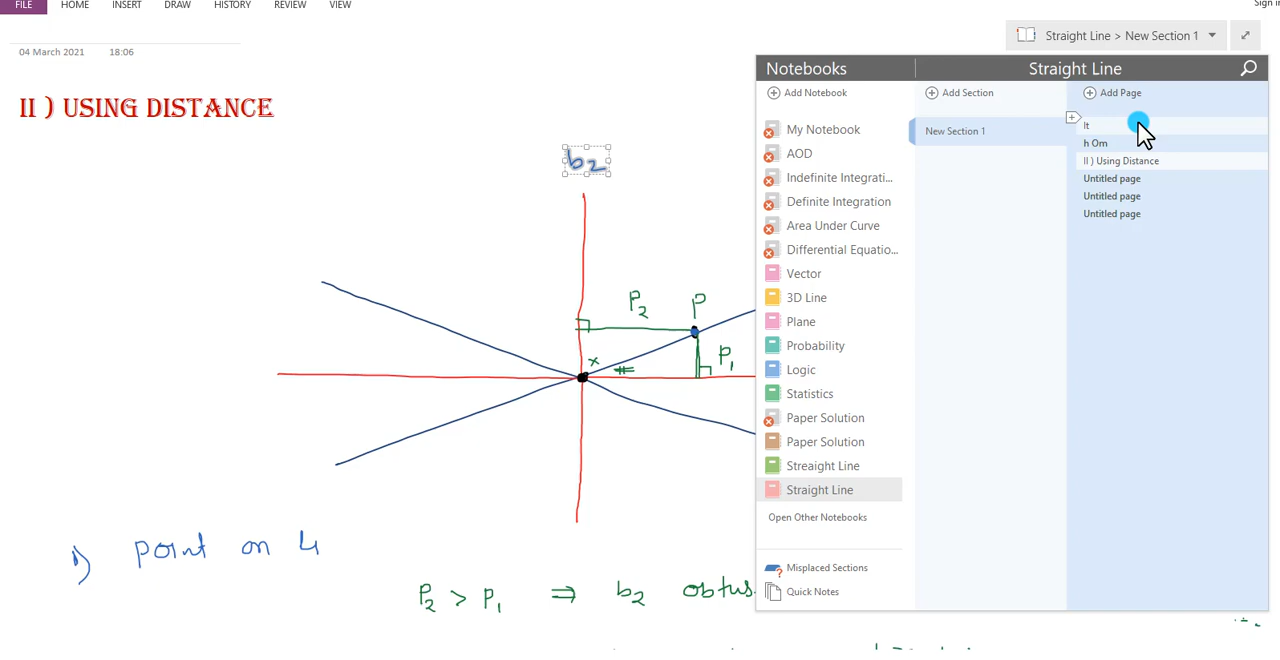 FILE HOME INSERT DRAW HISTORY REVIEW VIEW
Sign i
Straight Line > New Section 1
04 March 2021 18:06
II ) USING DISTANCE
b2
P2
P
P1
x
1) point on L1
P2 > P1 ⇒ b2 obtus
Notebooks
Straight Line
Add Notebook
Add Section
Add Page
My Notebook
AOD
Indefinite Integrati...
Definite Integration
Area Under Curve
Differential Equatio...
Vector
3D Line
Plane
Probability
Logic
Statistics
Paper Solution
Paper Solution
Streaight Line
Straight Line
Open Other Notebooks
Misplaced Sections
Quick Notes
New Section 1
It
h Om
II ) Using Distance
Untitled page
Untitled page
Untitled page